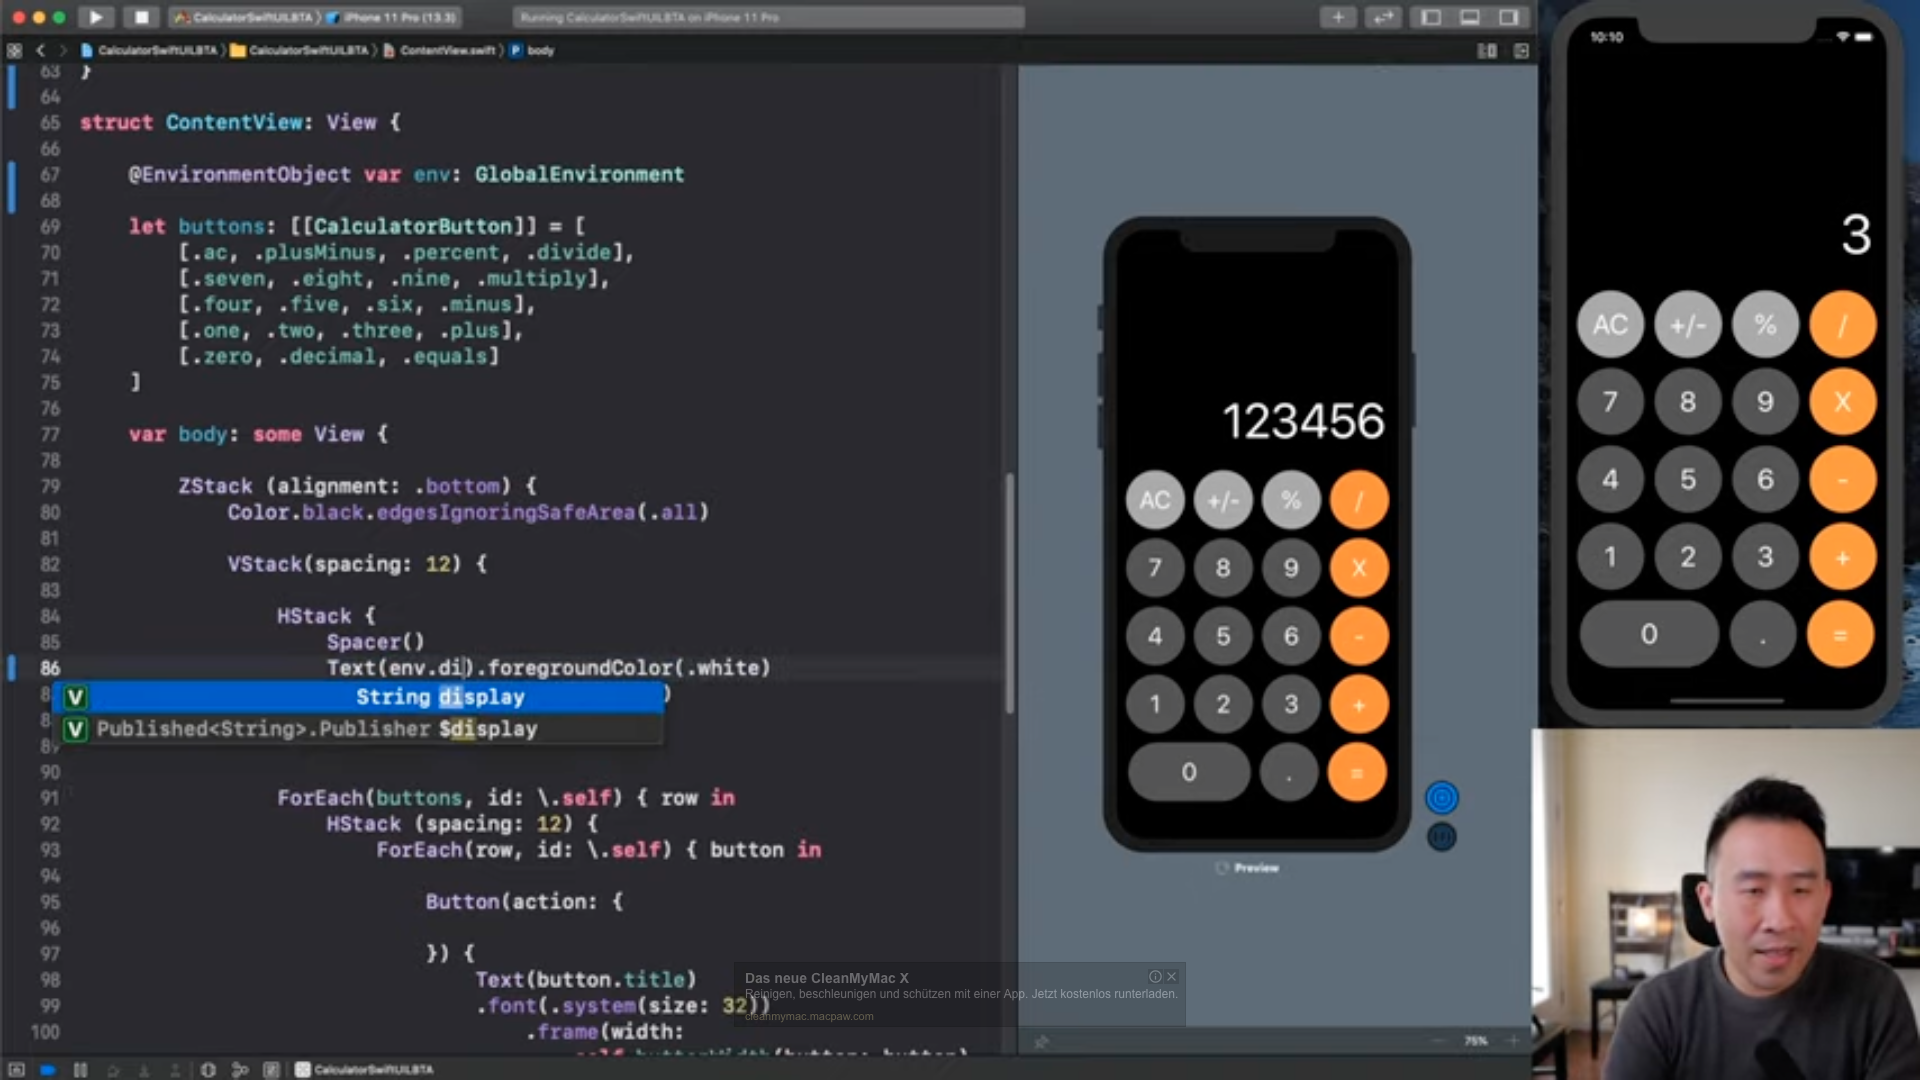 CalculatorSwiftUILBTA
iPhone 11 Pro (13.3)
Running CalculatorSwiftUILBTA on iPhone 11 Pro
CalculatorSwiftUILBTA
CalculatorSwiftUILBTA
ContentView.swift
P body
63 }
64
65 struct ContentView: View {
66
67 @EnvironmentObject var env: GlobalEnvironment
68
69 let buttons: [[CalculatorButton]] = [
70 [.ac, .plusMinus, .percent, .divide],
71 [.seven, .eight, .nine, .multiply],
72 [.four, .five, .six, .minus],
73 [.one, .two, .three, .plus],
74 [.zero, .decimal, .equals]
75 ]
76
77 var body: some View {
78
79 ZStack (alignment: .bottom) {
80 Color.black.edgesIgnoringSafeArea(.all)
81
82 VStack(spacing: 12) {
83
84 HStack {
85 Spacer()
86 Text(env.di).foregroundColor(.white)
V String display
V Published<String>.Publisher $display
89
90
91 ForEach(buttons, id: \.self) { row in
92 HStack (spacing: 12) {
93 ForEach(row, id: \.self) { button in
94
95 Button(action: {
96
97 }) {
98 Text(button.title)
99 .font(.system(size: 32))
100 .frame(width:
CalculatorSwiftUILBTA
123456
AC +/- % /
7 8 9 X
4 5 6 -
1 2 3 +
0 . =
Preview
75%
Das neue CleanMyMac X
Reinigen, beschleunigen und schützen mit einer App. Jetzt kostenlos runterladen.
cleanmymac.macpaw.com
10:10
3
AC +/- % /
7 8 9 X
4 5 6 -
1 2 3 +
0 . =